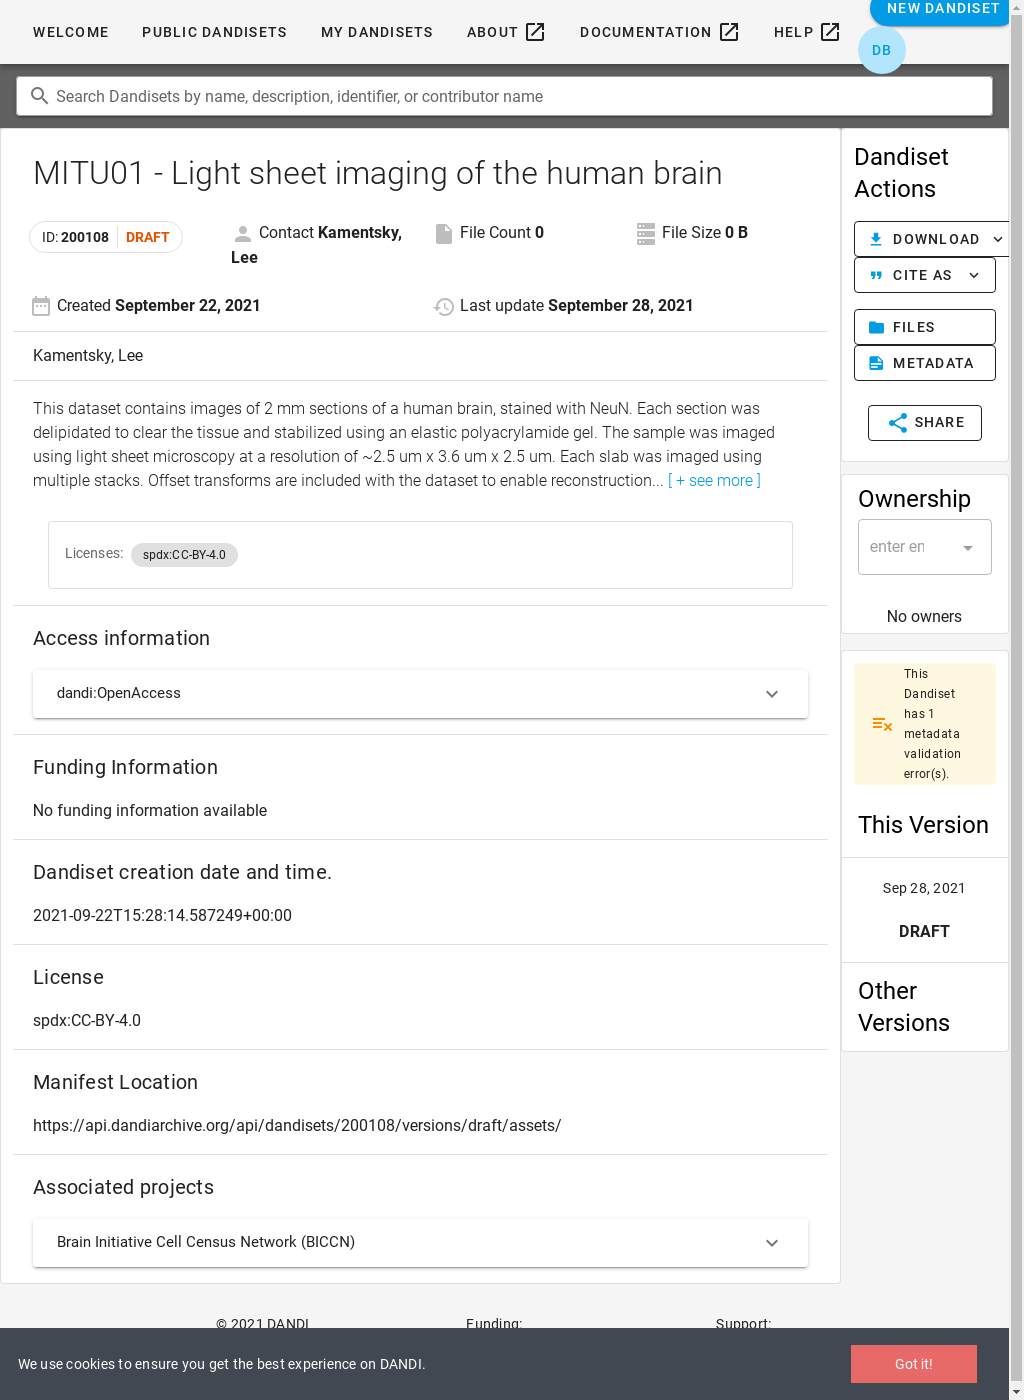 WELCOME PUBLIC DANDISETS MY DANDISETS ABOUT DOCUMENTATION HELP NEW DANDISET
DB
Search Dandisets by name, description, identifier, or contributor name
MITU01 - Light sheet imaging of the human brain
ID: 200108 DRAFT
Contact Kamentsky, Lee
File Count 0
File Size 0 B
Created September 22, 2021
Last update September 28, 2021
Kamentsky, Lee
This dataset contains images of 2 mm sections of a human brain, stained with NeuN. Each section was
delipidated to clear the tissue and stabilized using an elastic polyacrylamide gel. The sample was imaged
using light sheet microscopy at a resolution of ~2.5 um x 3.6 um x 2.5 um. Each slab was imaged using
multiple stacks. Offset transforms are included with the dataset to enable reconstruction... [ + see more ]
Licenses: spdx:CC-BY-4.0
Access information
dandi:OpenAccess
Funding Information
No funding information available
Dandiset creation date and time.
2021-09-22T15:28:14.587249+00:00
License
spdx:CC-BY-4.0
Manifest Location
https://api.dandiarchive.org/api/dandisets/200108/versions/draft/assets/
Associated projects
Brain Initiative Cell Census Network (BICCN)
Dandiset
Actions
DOWNLOAD
CITE AS
FILES
METADATA
SHARE
Ownership
enter en
No owners
This
Dandiset
has 1
metadata
validation
error(s).
This Version
Sep 28, 2021
DRAFT
Other
Versions
© 2021 DANDI
Funding:
Support:
We use cookies to ensure you get the best experience on DANDI.
Got it!